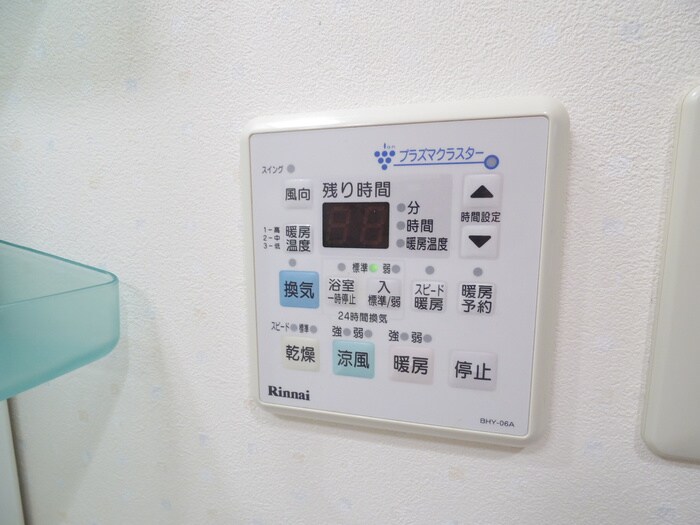 ion
プラズマクラスター
スイング
風向
残り時間
分
時間
暖房温度
時間設定
1-高
2-中
3-低
暖房
温度
標準 弱
換気
浴室
一時停止
入
標準/弱
スピード
暖房
暖房
予約
24時間換気
スピード 標準
強 弱
強 弱
乾燥
涼風
暖房
停止
Rinnai
BHY-06A